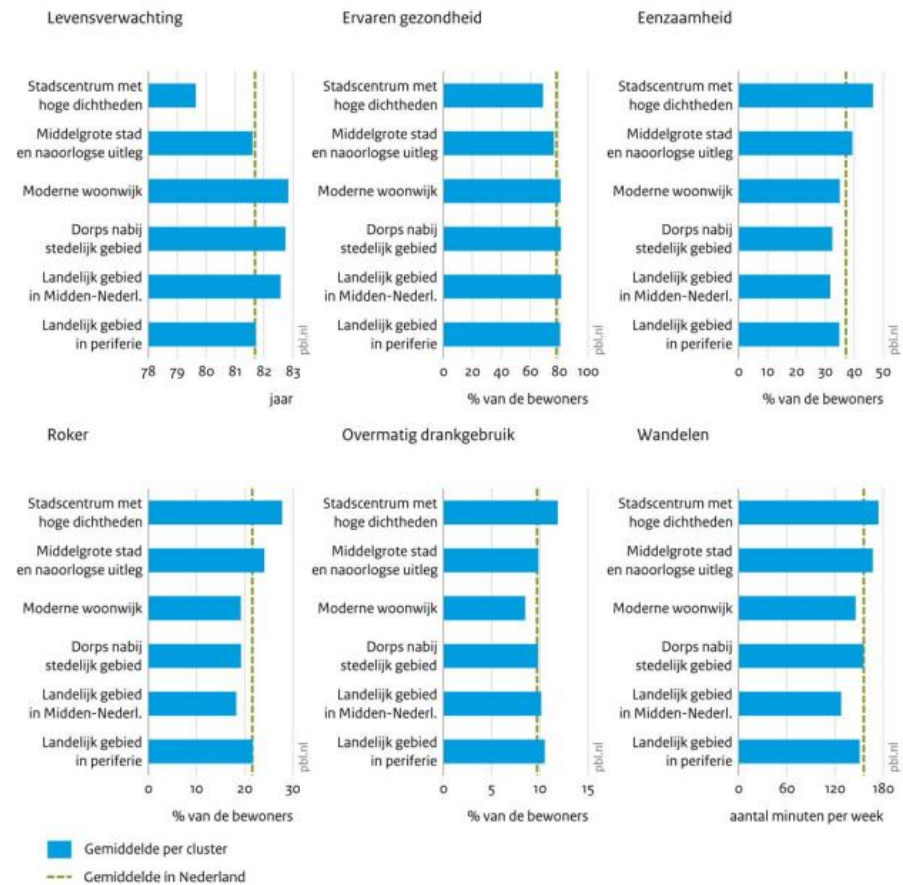 Levensverwachting
Stadscentrum met
hoge dichtheden
Middelgrote stad
en naoorlogse uitleg
Moderne woonwijk
Dorps nabij
stedelijk gebied
Landelijk gebied
in Midden-Nederl.
Landelijk gebied
in periferie
78 79 80 81 82 83
jaar
pbl.nl
Ervaren gezondheid
Stadscentrum met
hoge dichtheden
Middelgrote stad
en naoorlogse uitleg
Moderne woonwijk
Dorps nabij
stedelijk gebied
Landelijk gebied
in Midden-Nederl.
Landelijk gebied
in periferie
0 20 40 60 80 100
% van de bewoners
pbl.nl
Eenzaamheid
Stadscentrum met
hoge dichtheden
Middelgrote stad
en naoorlogse uitleg
Moderne woonwijk
Dorps nabij
stedelijk gebied
Landelijk gebied
in Midden-Nederl.
Landelijk gebied
in periferie
0 10 20 30 40 50
% van de bewoners
pbl.nl
Roker
Stadscentrum met
hoge dichtheden
Middelgrote stad
en naoorlogse uitleg
Moderne woonwijk
Dorps nabij
stedelijk gebied
Landelijk gebied
in Midden-Nederl.
Landelijk gebied
in periferie
0 10 20 30
% van de bewoners
pbl.nl
Overmatig drankgebruik
Stadscentrum met
hoge dichtheden
Middelgrote stad
en naoorlogse uitleg
Moderne woonwijk
Dorps nabij
stedelijk gebied
Landelijk gebied
in Midden-Nederl.
Landelijk gebied
in periferie
0 5 10 15
% van de bewoners
pbl.nl
Wandelen
Stadscentrum met
hoge dichtheden
Middelgrote stad
en naoorlogse uitleg
Moderne woonwijk
Dorps nabij
stedelijk gebied
Landelijk gebied
in Midden-Nederl.
Landelijk gebied
in periferie
0 60 120 180
aantal minuten per week
pbl.nl
Gemiddelde per cluster
Gemiddelde in Nederland